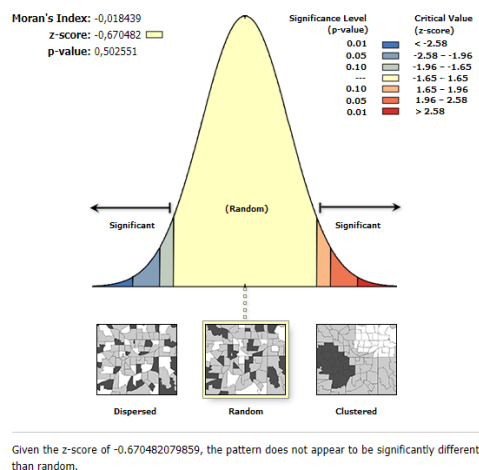 Moran's Index: -0,018439
z-score: -0,670482
p-value: 0,502551
Significance Level
(p-value)
Critical Value
(z-score)
0.01 < -2.58
0.05 -2.58 – -1.96
0.10 -1.96 – -1.65
--- -1.65 – 1.65
0.10 1.65 – 1.96
0.05 1.96 – 2.58
0.01 > 2.58
Significant
(Random)
Significant
Dispersed
Random
Clustered
Given the z-score of -0.670482079859, the pattern does not appear to be significantly different
than random.